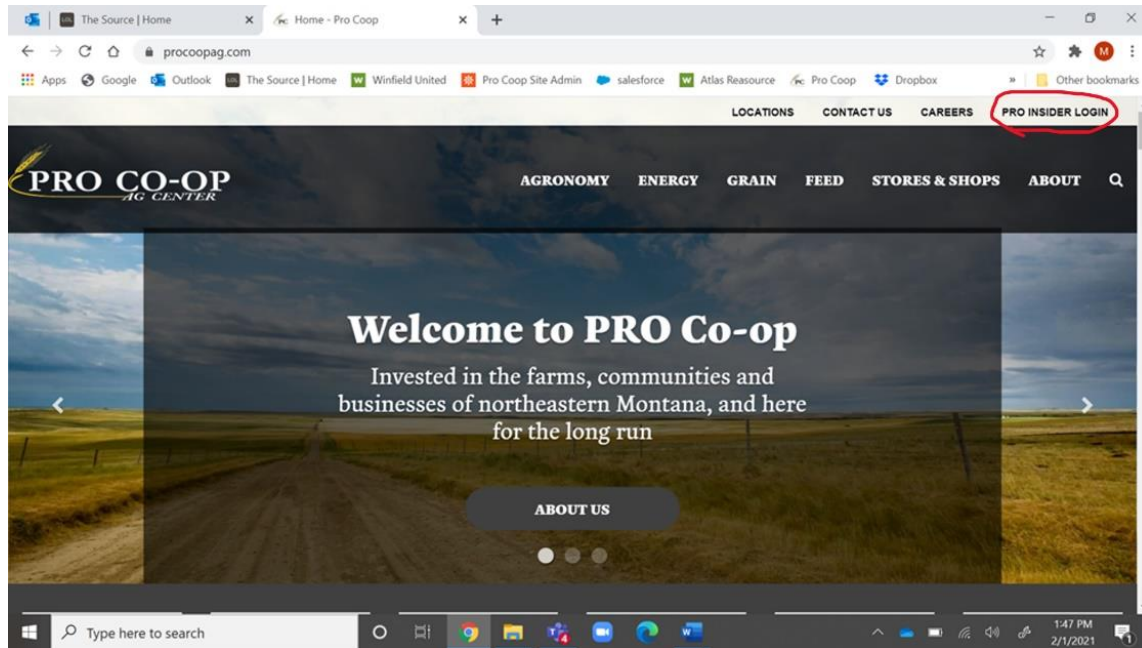 The Source | Home
Home - Pro Coop
procoopag.com
M
Apps Google Outlook The Source | Home Winfield United Pro Coop Site Admin salesforce Atlas Reasource Pro Coop Dropbox » Other bookmarks
LOCATIONS CONTACT US CAREERS PRO INSIDER LOGIN
PRO CO-OP
AG CENTER
AGRONOMY ENERGY GRAIN FEED STORES & SHOPS ABOUT
Welcome to PRO Co-op
Invested in the farms, communities and
businesses of northeastern Montana, and here
for the long run
ABOUT US
Type here to search
1:47 PM
2/1/2021